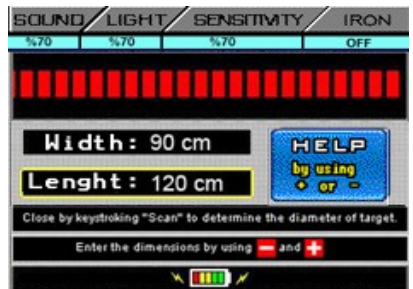 SOUND LIGHT SENSITIVITY IRON
%70 %70 %70 OFF
Width: 90 cm
Lenght: 120 cm
HELP
by using
+ or -
Close by keystroking "Scan" to determine the diameter of target.
Enter the dimensions by using - and +